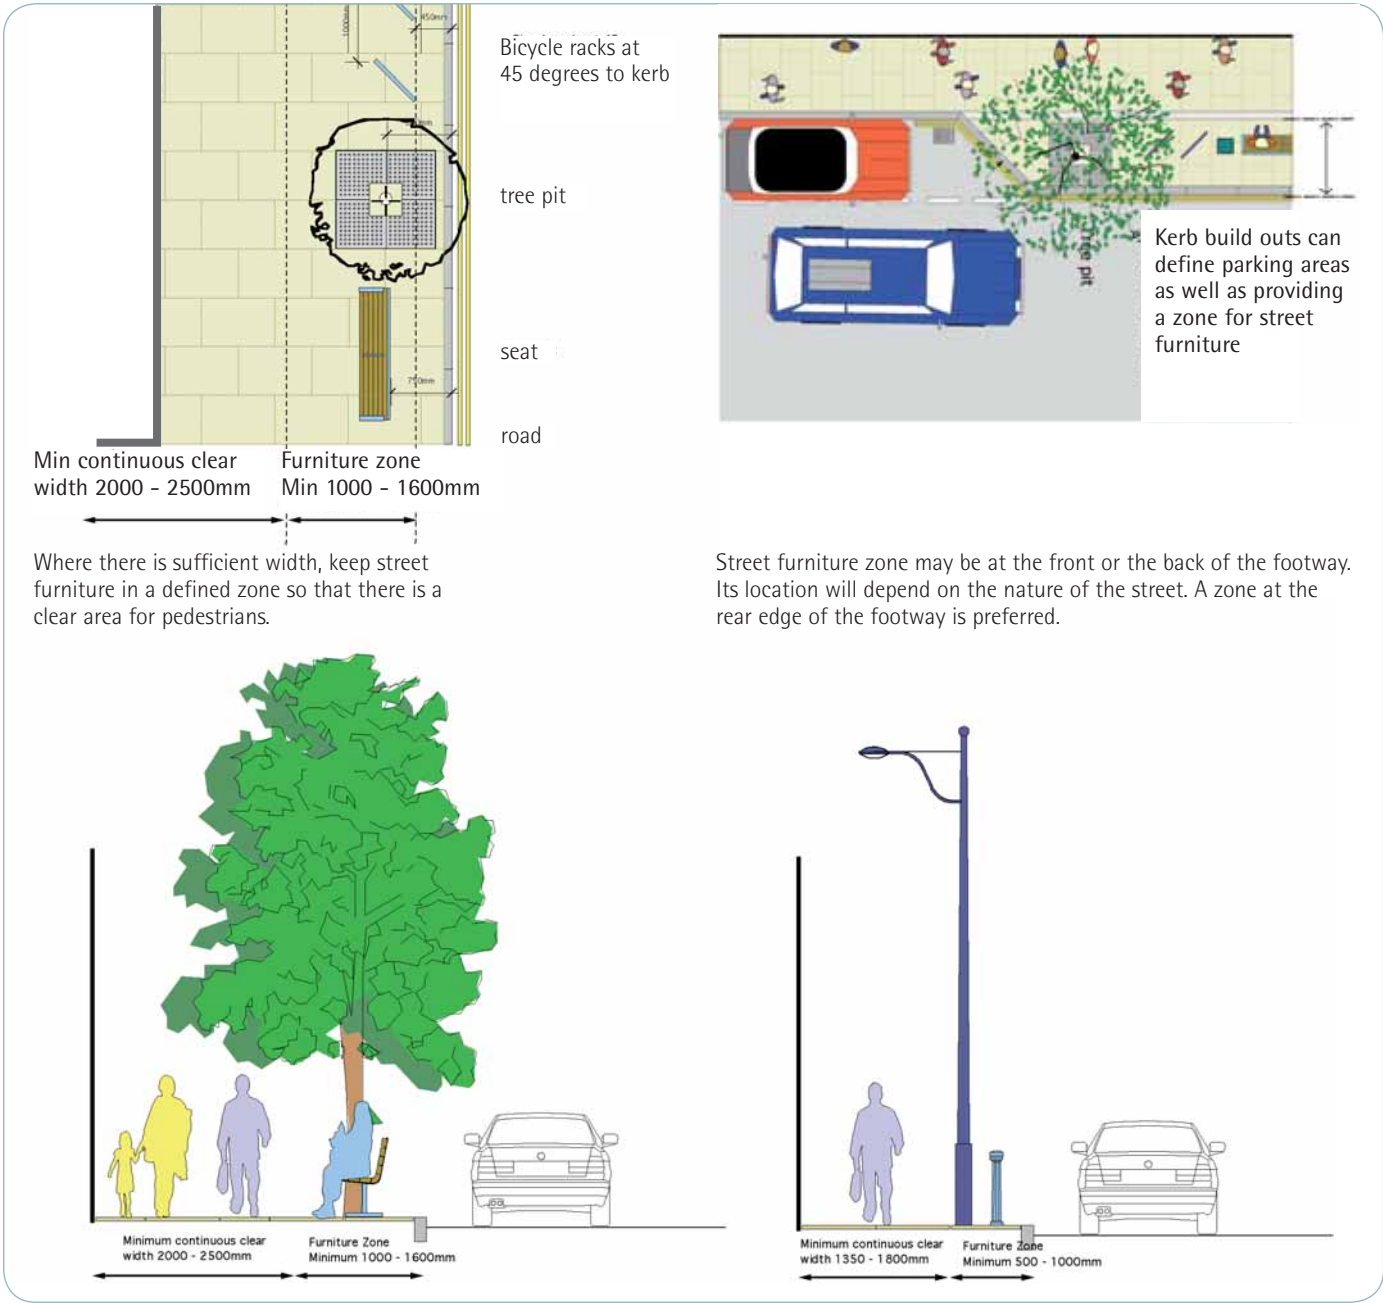 1000mm
450mm
Bicycle racks at
45 degrees to kerb
tree pit
seat
750mm
road
Min continuous clear
width 2000 - 2500mm
Furniture zone
Min 1000 - 1600mm
Where there is sufficient width, keep street
furniture in a defined zone so that there is a
clear area for pedestrians.
Tree pit
Kerb build outs can
define parking areas
as well as providing
a zone for street
furniture
Street furniture zone may be at the front or the back of the footway.
Its location will depend on the nature of the street. A zone at the
rear edge of the footway is preferred.
Minimum continuous clear
width 2000 - 2500mm
Furniture Zone
Minimum 1000 - 1600mm
Minimum continuous clear
width 1350 - 1800mm
Furniture Zone
Minimum 500 - 1000mm